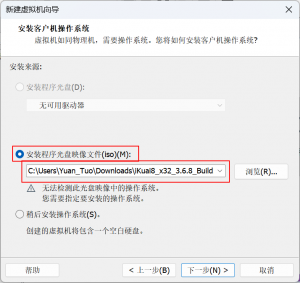 新建虚拟机向导
安装客户机操作系统
虚拟机如同物理机，需要操作系统。您将如何安装客户机操作系统?
安装来源:
安装程序光盘(D):
无可用驱动器
安装程序光盘映像文件(iso)(M):
C:\Users\Yuan_Tuo\Downloads\iKuai8_x32_3.6.8_Build
浏览(R)...
无法检测此光盘映像中的操作系统。
您需要指定要安装的操作系统。
稍后安装操作系统(S)。
创建的虚拟机将包含一个空白硬盘。
帮助
< 上一步(B)
下一步(N) >
取消